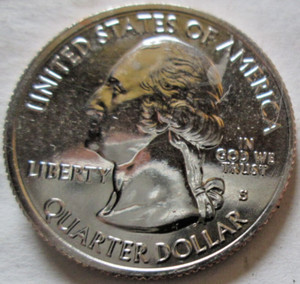 UNITED STATES OF AMERICA
LIBERTY
IN
GOD WE
TRUST
S
QUARTER DOLLAR